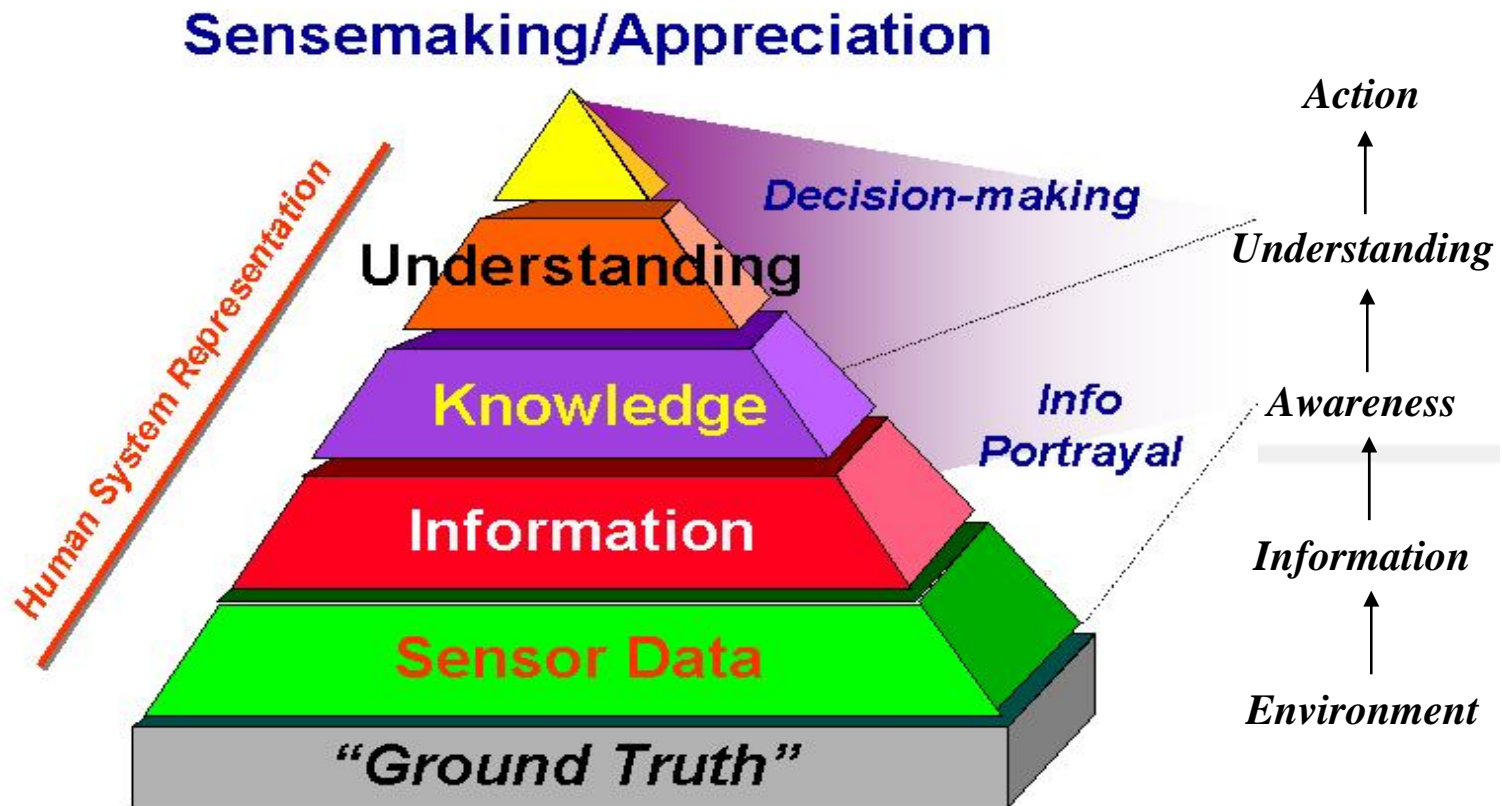 Sensemaking/Appreciation
Human System Representation
Understanding
Knowledge
Information
Sensor Data
“Ground Truth”
Decision-making
Info
Portrayal
Action
Understanding
Awareness
Information
Environment